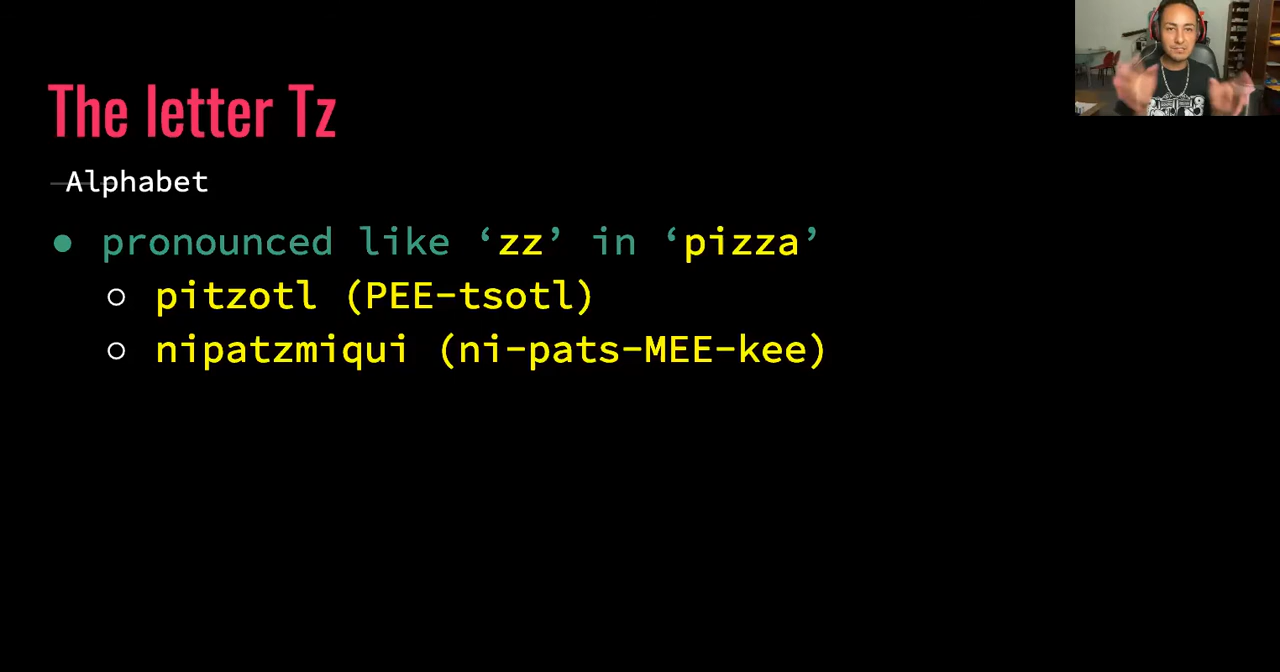 The letter Tz
Alphabet
● pronounced like ‘zz’ in ‘pizza’
○ pitzotl (PEE-tsotl)
○ nipatzmiqui (ni-pats-MEE-kee)